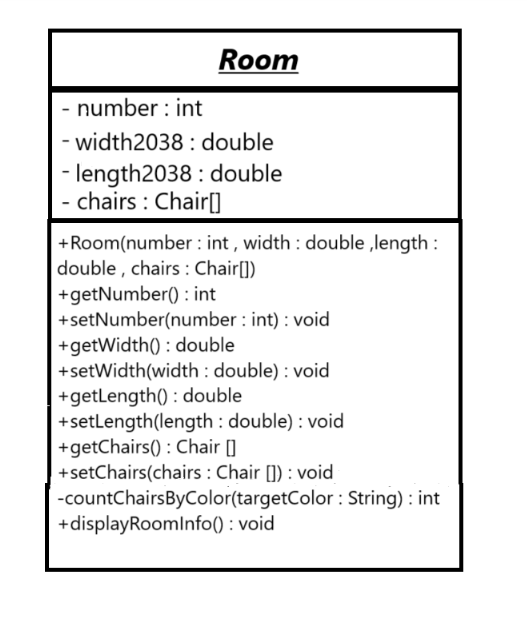 Room
- number : int
- width2038 : double
- length2038 : double
- chairs : Chair[]
+Room(number : int , width : double ,length :
double , chairs : Chair[])
+getNumber() : int
+setNumber(number : int) : void
+getWidth() : double
+setWidth(width : double) : void
+getLength() : double
+setLength(length : double) : void
+getChairs() : Chair []
+setChairs(chairs : Chair []) : void
-countChairsByColor(targetColor : String) : int
+displayRoomInfo() : void